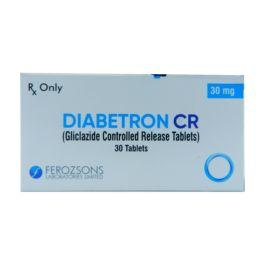 Rx Only
30 mg
DIABETRON CR
(Gliclazide Controlled Release Tablets)
30 Tablets
FEROZSONS
LABORATORIES LIMITED